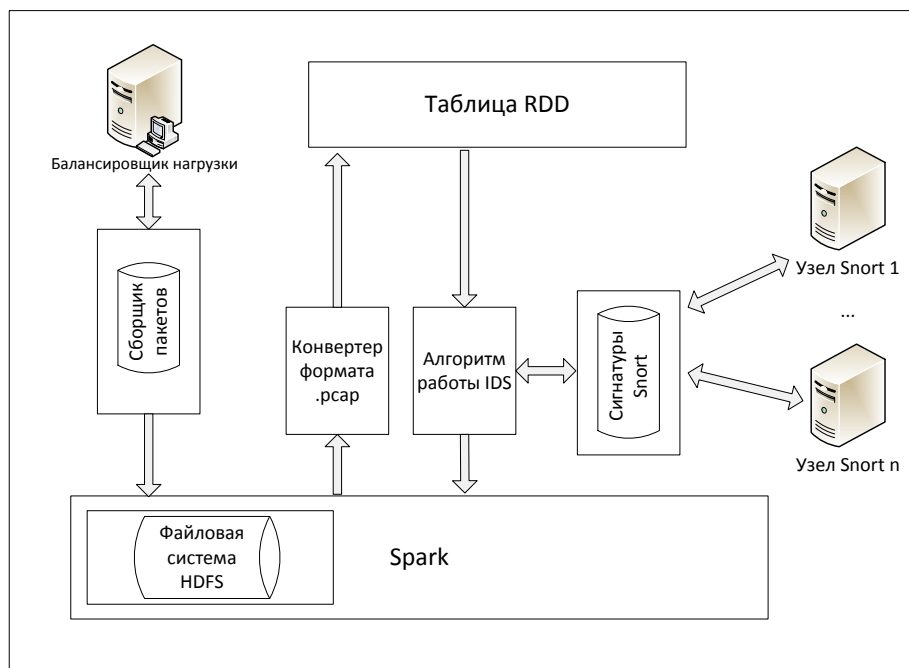 Таблица RDD
Балансировщик нагрузки
Сборщик
пакетов
Конвертер
формата
.pcap
Алгоритм
работы IDS
Сигнатуры
Snort
Узел Snort 1
...
Узел Snort n
Файловая
система
HDFS
Spark